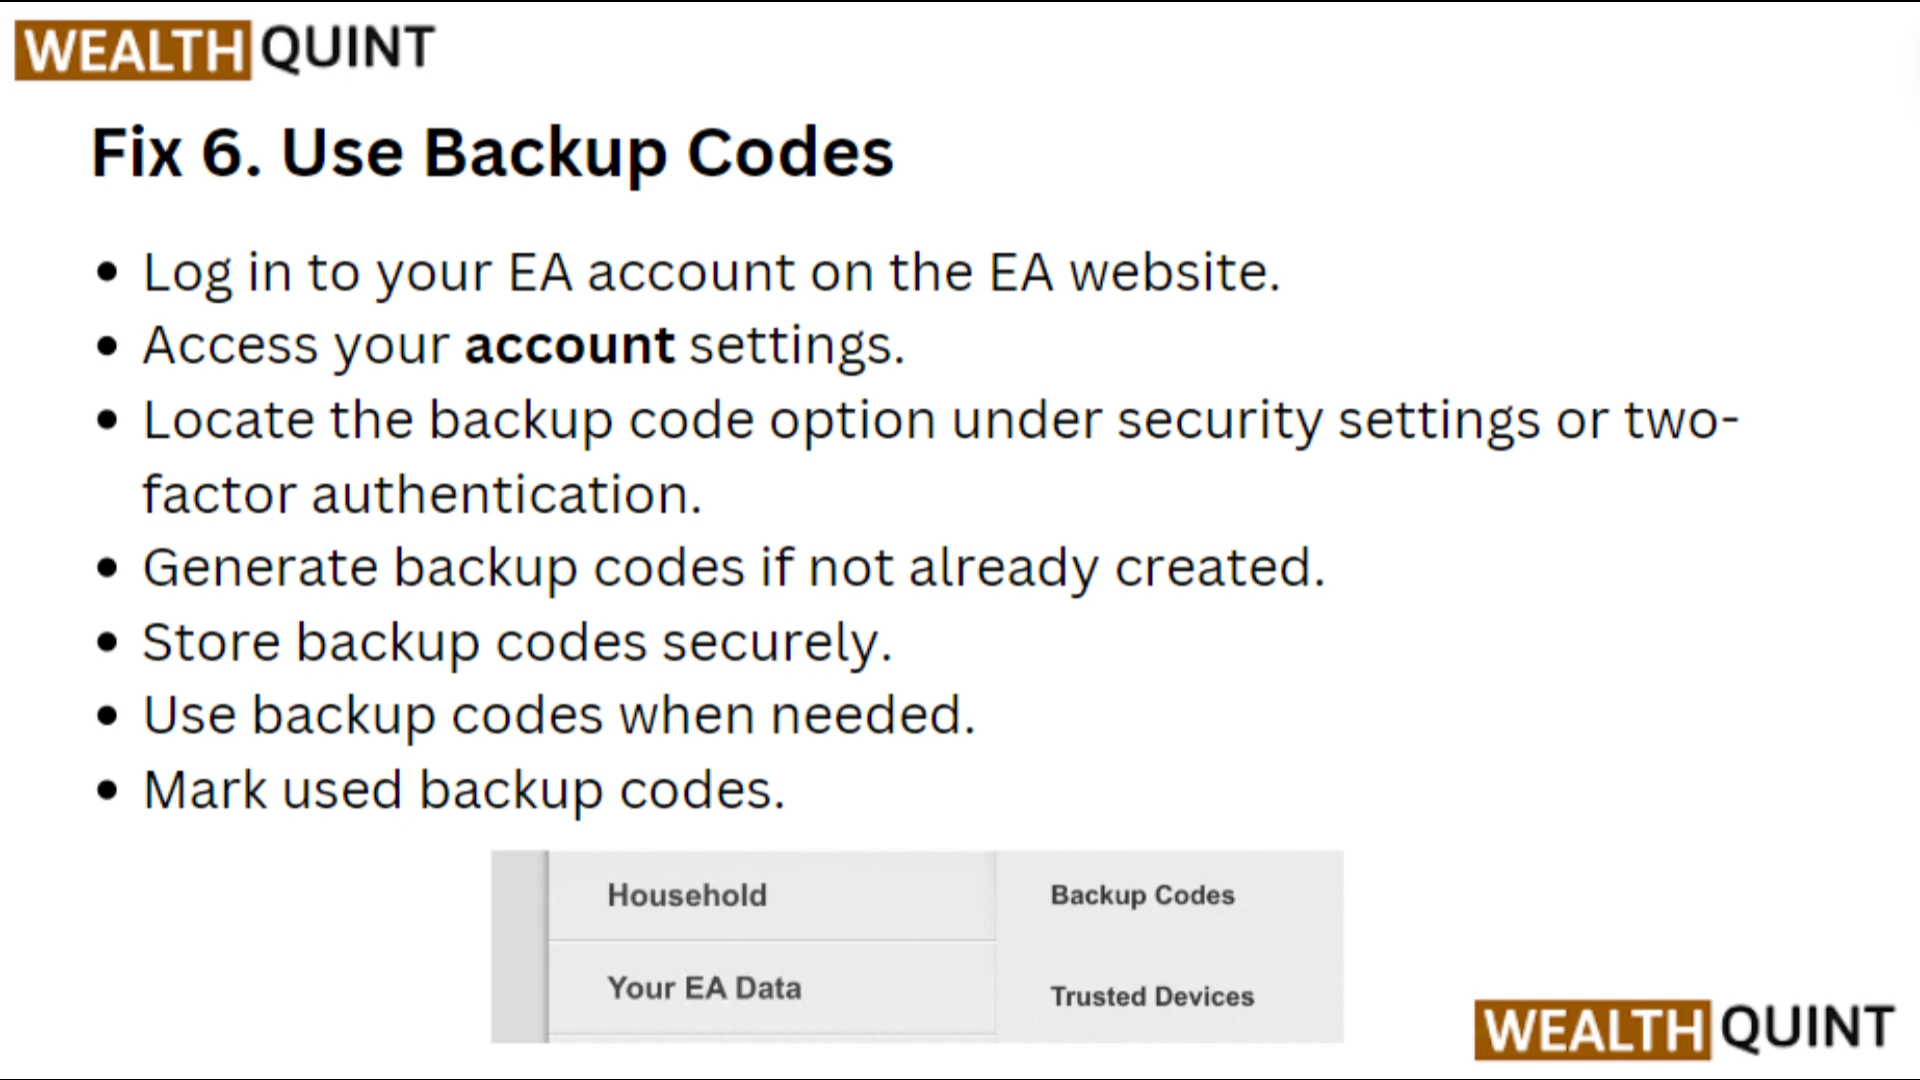 WEALTH QUINT
Fix 6. Use Backup Codes
• Log in to your EA account on the EA website.
• Access your account settings.
• Locate the backup code option under security settings or two-
factor authentication.
• Generate backup codes if not already created.
• Store backup codes securely.
• Use backup codes when needed.
• Mark used backup codes.
Household
Backup Codes
Your EA Data
Trusted Devices
WEALTH QUINT